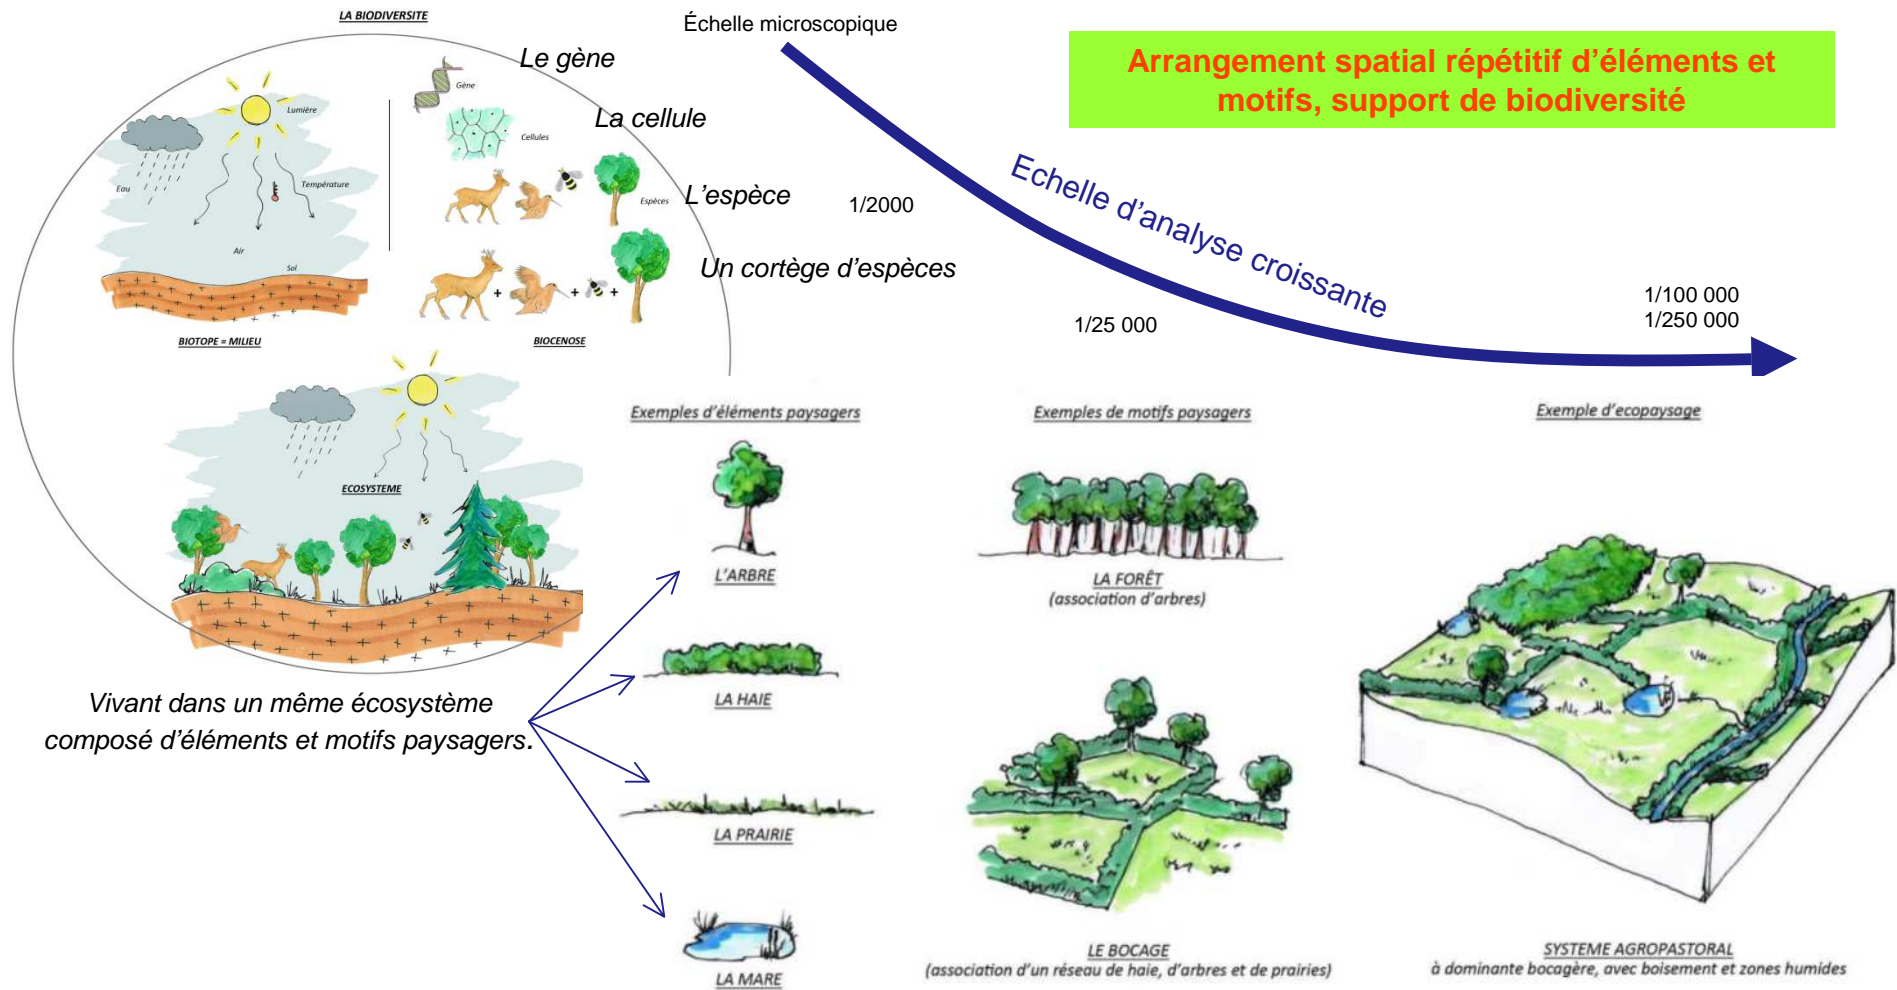 LA BIODIVERSITE
Échelle microscopique
Arrangement spatial répétitif d’éléments et
motifs, support de biodiversité
Le gène
Gène
Lumière
La cellule
Cellules
Eau
Température
Espèces
L’espèce
1/2000
Echelle d’analyse croissante
Air
Sol
Un cortège d’espèces
+ + +
1/100 000
1/250 000
1/25 000
BIOTOPE = MILIEU
BIOCENOSE
Exemples d’éléments paysagers
Exemples de motifs paysagers
Exemple d’ecopaysage
ECOSYSTEME
L’ARBRE
LA FORÊT
(association d’arbres)
LA HAIE
Vivant dans un même écosystème
composé d’éléments et motifs paysagers.
LA PRAIRIE
LE BOCAGE
(association d’un réseau de haie, d’arbres et de prairies)
SYSTEME AGROPASTORAL
à dominante bocagère, avec boisement et zones humides
LA MARE